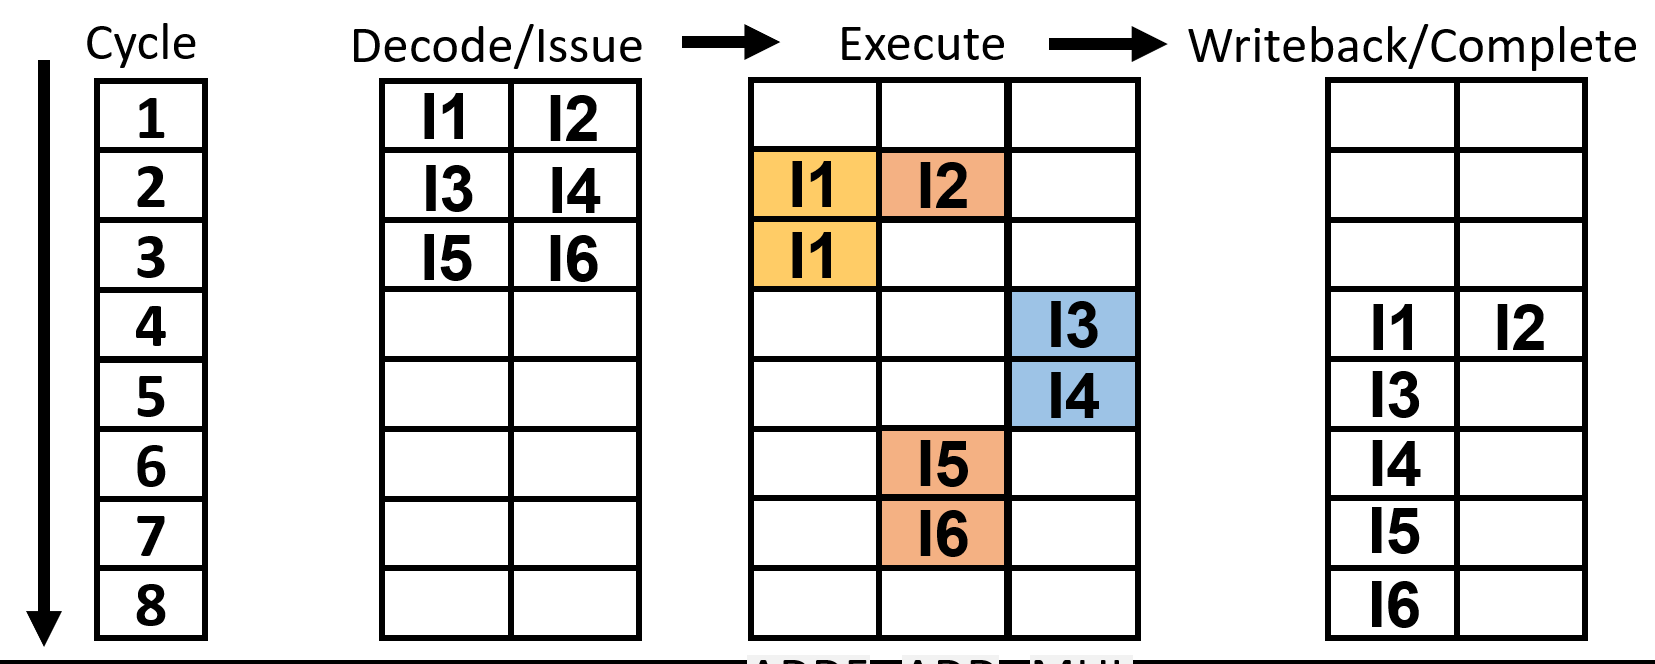 Cycle Decode/Issue Execute Writeback/Complete
1 I1 I2
2 I3 I4 I1 I2
3 I5 I6 I1
4 I3 I1 I2
5 I4 I3
6 I5 I4
7 I6 I5
8 I6